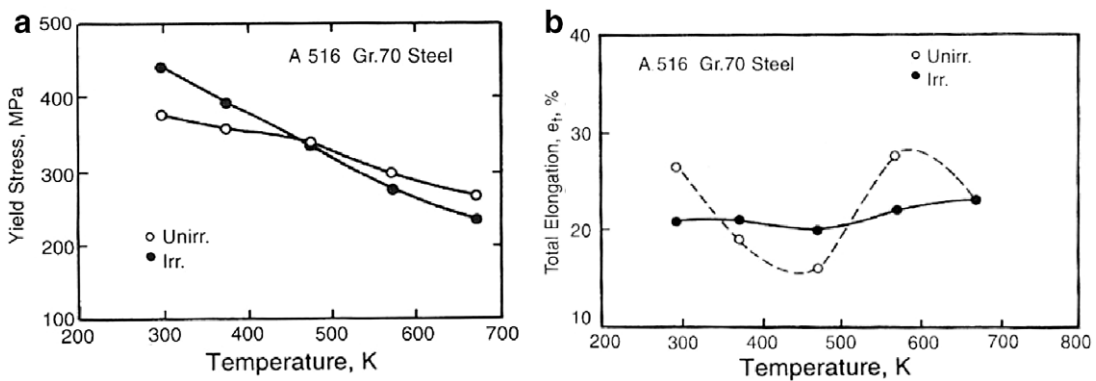 a
500
400
300
200
100
Yield Stress, MPa
A 516 Gr.70 Steel
Unirr.
Irr.
200 300 400 500 600 700
Temperature, K
b
40
30
20
10
Total Elongation, et, %
A 516 Gr.70 Steel
Unirr.
Irr.
200 300 400 500 600 700 800
Temperature, K